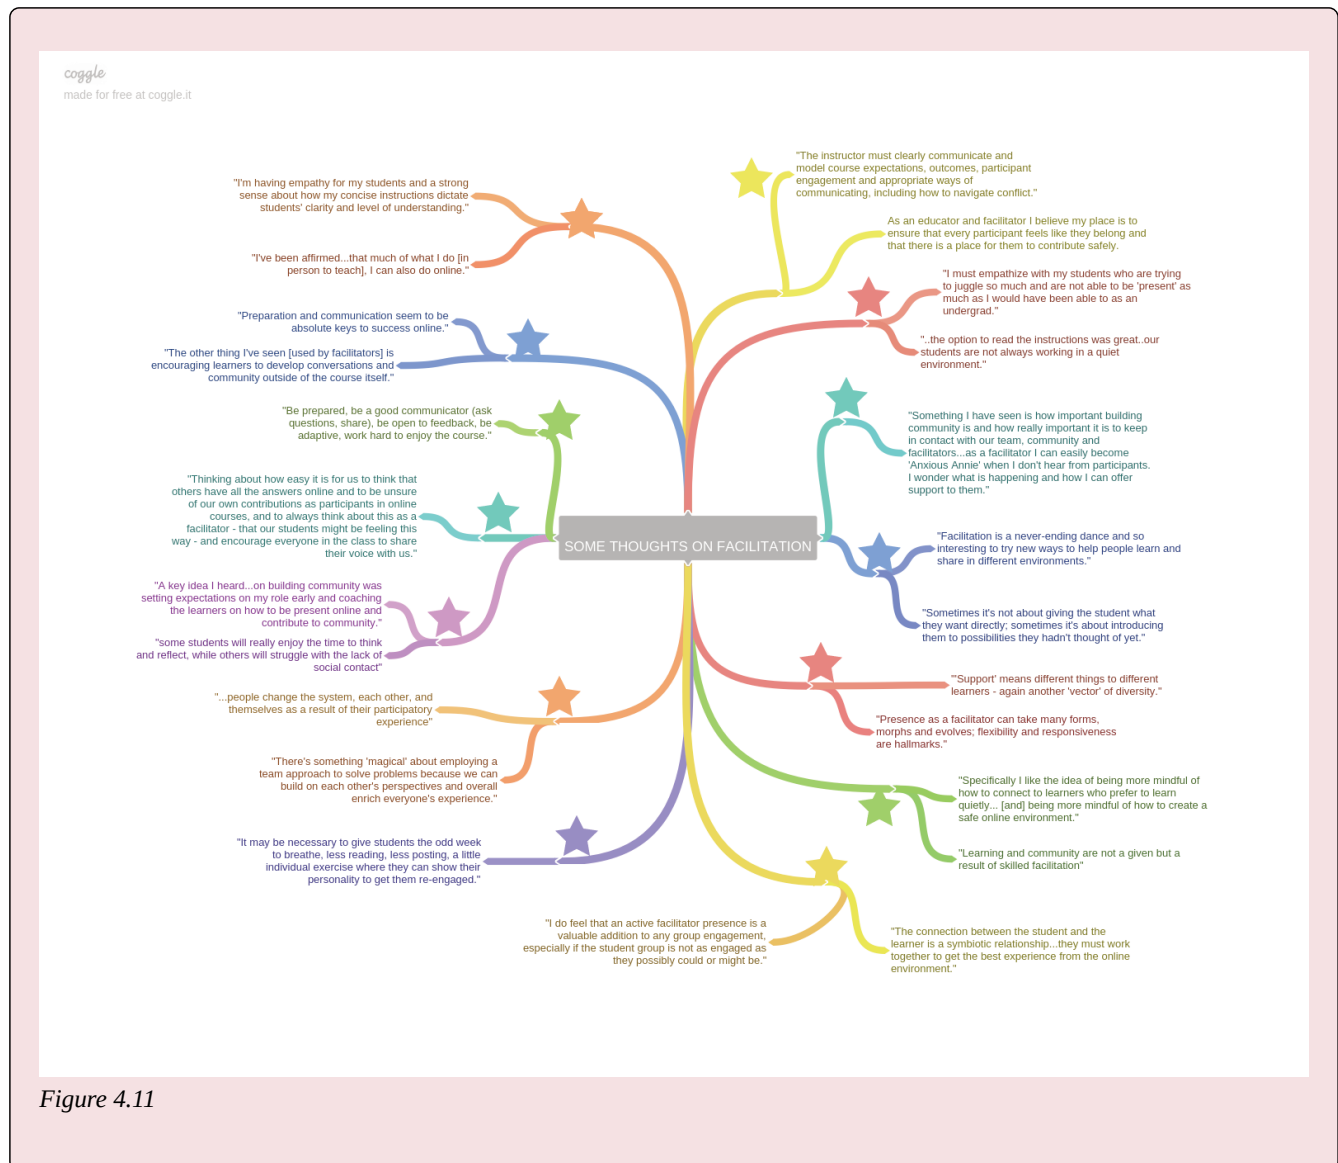 coggle
made for free at coggle.it
"I'm having empathy for my students and a strong
sense about how my concise instructions dictate
students' clarity and level of understanding."
"I've been affirmed...that much of what I do [in
person to teach], I can also do online."
"Preparation and communication seem to be
absolute keys to success online."
"The other thing I've seen [used by facilitators] is
encouraging learners to develop conversations and
community outside of the course itself."
"Be prepared, be a good communicator (ask
questions, share), be open to feedback, be
adaptive, work hard to enjoy the course."
"Thinking about how easy it is for us to think that
others have all the answers online and to be unsure
of our own contributions as participants in online
courses, and to always think about this as a
facilitator - that our students might be feeling this
way - and encourage everyone in the class to share
their voice with us."
"A key idea I heard...on building community was
setting expectations on my role early and coaching
the learners on how to be present online and
contribute to community."
"some students will really enjoy the time to think
and reflect, while others will struggle with the lack of
social contact"
"...people change the system, each other, and
themselves as a result of their participatory
experience"
"There's something 'magical' about employing a
team approach to solve problems because we can
build on each other's perspectives and overall
enrich everyone's experience."
"It may be necessary to give students the odd week
to breathe, less reading, less posting, a little
individual exercise where they can show their
personality to get them re-engaged."
SOME THOUGHTS ON FACILITATION
"The instructor must clearly communicate and
model course expectations, outcomes, participant
engagement and appropriate ways of
communicating, including how to navigate conflict."
As an educator and facilitator I believe my place is to
ensure that every participant feels like they belong and
that there is a place for them to contribute safely.
"I must empathize with my students who are trying
to juggle so much and are not able to be 'present' as
much as I would have been able to as an
undergrad."
"..the option to read the instructions was great..our
students are not always working in a quiet
environment."
"Something I have seen is how important building
community is and how really important it is to keep
in contact with our team, community and
facilitators...as a facilitator I can easily become
'Anxious Annie' when I don't hear from participants.
I wonder what is happening and how I can offer
support to them."
"Facilitation is a never-ending dance and so
interesting to try new ways to help people learn and
share in different environments."
"Sometimes it's not about giving the student what
they want directly; sometimes it's about introducing
them to possibilities they hadn't thought of yet."
"'Support' means different things to different
learners - again another 'vector' of diversity."
"Presence as a facilitator can take many forms,
morphs and evolves; flexibility and responsiveness
are hallmarks."
"Specifically I like the idea of being more mindful of
how to connect to learners who prefer to learn
quietly... [and] being more mindful of how to create a
safe online environment."
"Learning and community are not a given but a
result of skilled facilitation"
"I do feel that an active facilitator presence is a
valuable addition to any group engagement,
especially if the student group is not as engaged as
they possibly could or might be."
"The connection between the student and the
learner is a symbiotic relationship...they must work
together to get the best experience from the online
environment."
Figure 4.11